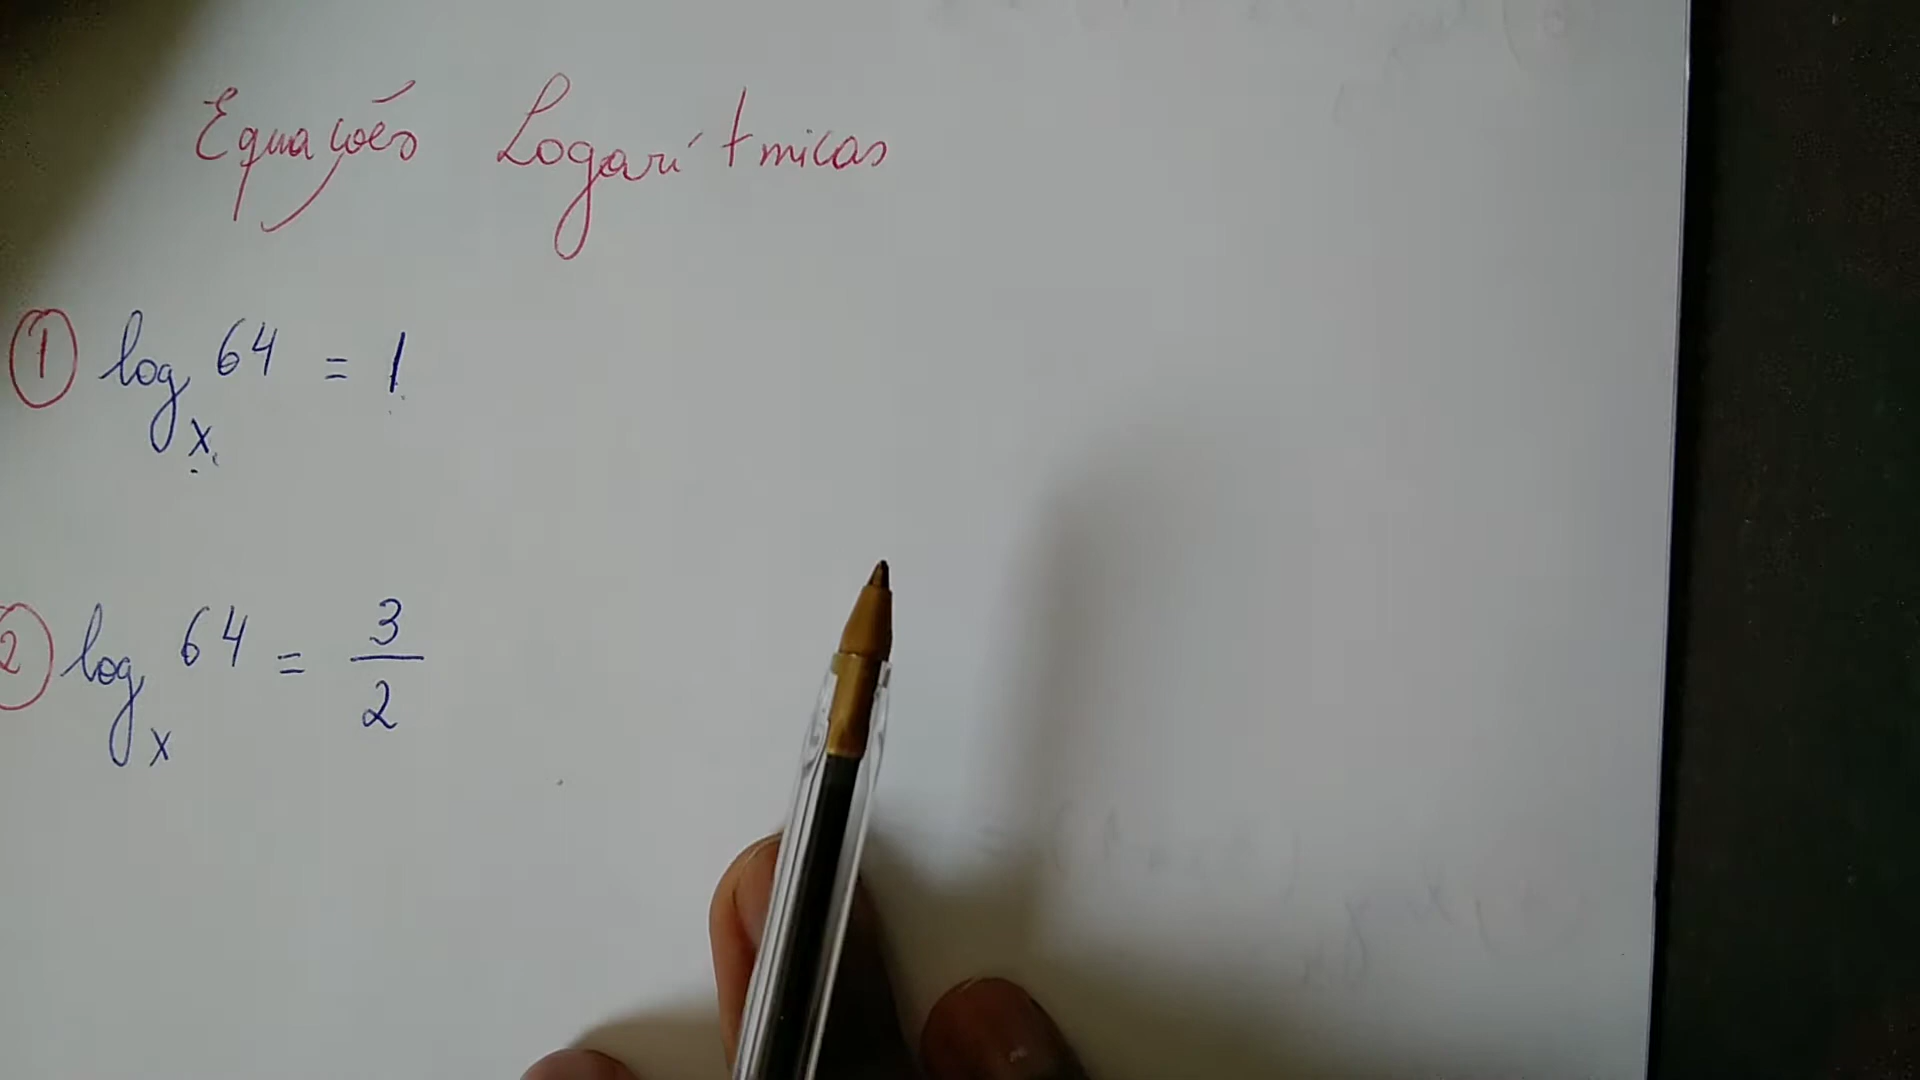 Equações Logarítmicas
① log_x 64 = 1
② log_x 64 = 3/2